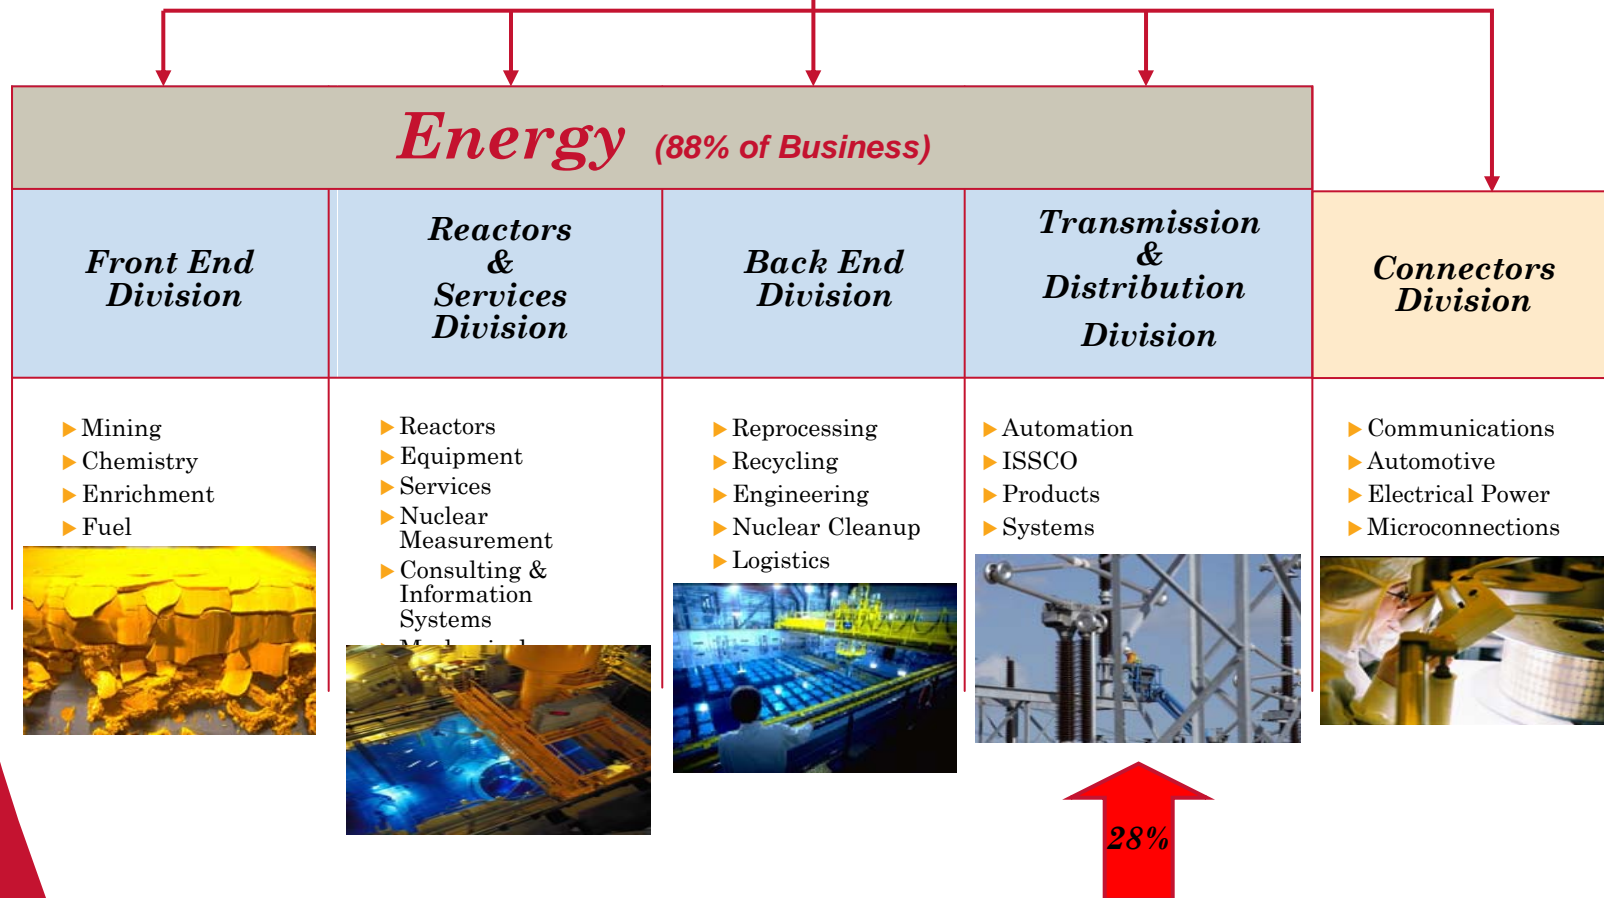 Energy (88% of Business)
Front End
Division
Reactors
&
Services
Division
Back End
Division
Transmission
&
Distribution
Division
Connectors
Division
Mining
Chemistry
Enrichment
Fuel
Reactors
Equipment
Services
Nuclear
Measurement
Consulting &
Information
Systems
Reprocessing
Recycling
Engineering
Nuclear Cleanup
Logistics
Automation
ISSCO
Products
Systems
Communications
Automotive
Electrical Power
Microconnections
28%